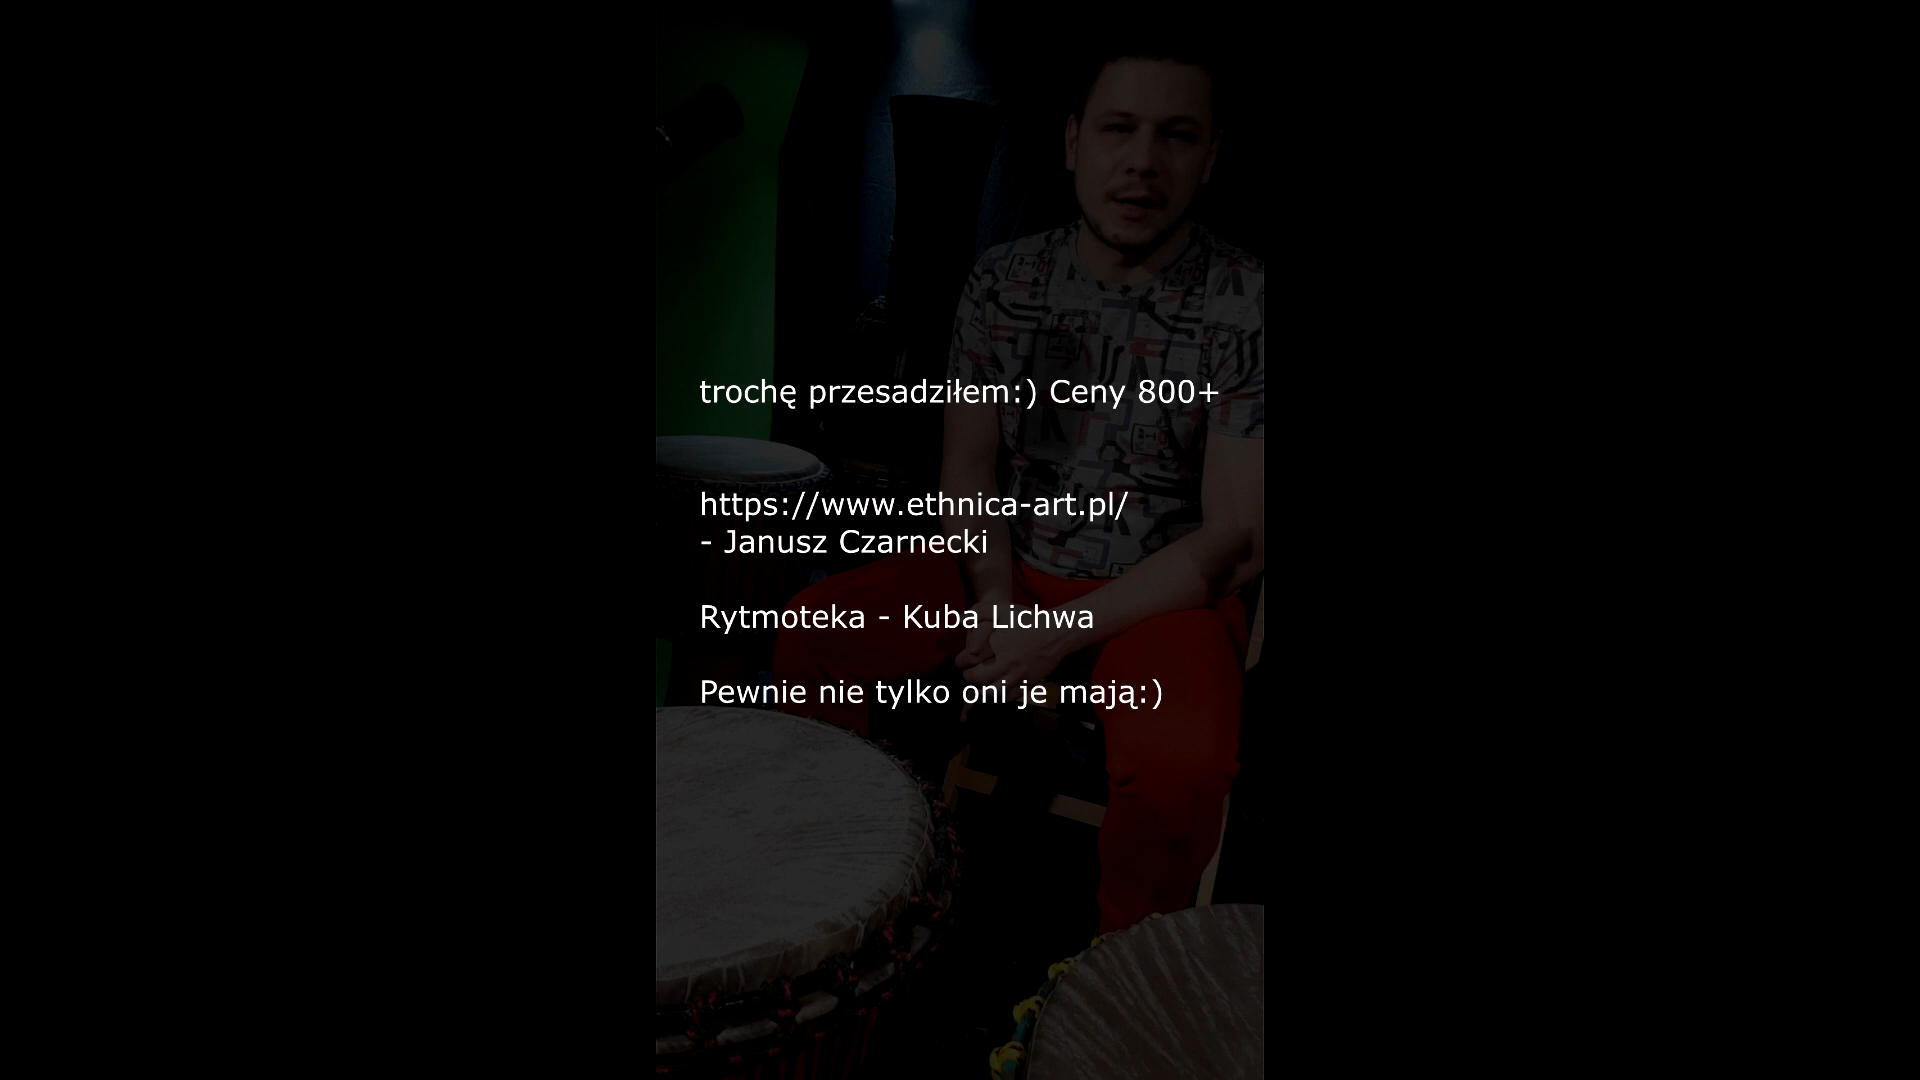 trochę przesadziłem:) Ceny 800+
https://www.ethnica-art.pl/
- Janusz Czarnecki
Rytmoteka - Kuba Lichwa
Pewnie nie tylko oni je mają:)